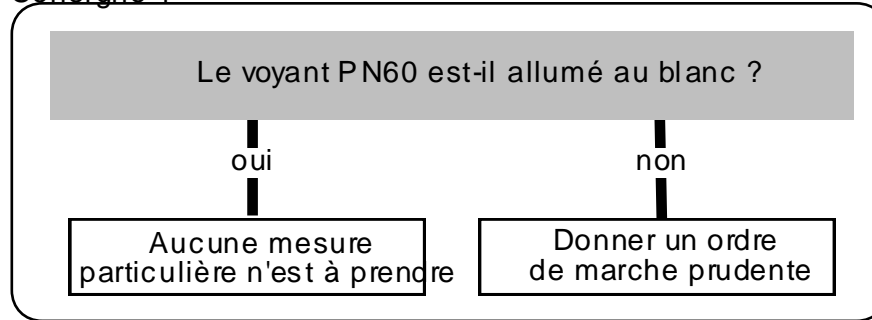 Le voyant PN60 est-il allumé au blanc ?
oui
non
Aucune mesure
particulière n'est à prendre
Donner un ordre
de marche prudente